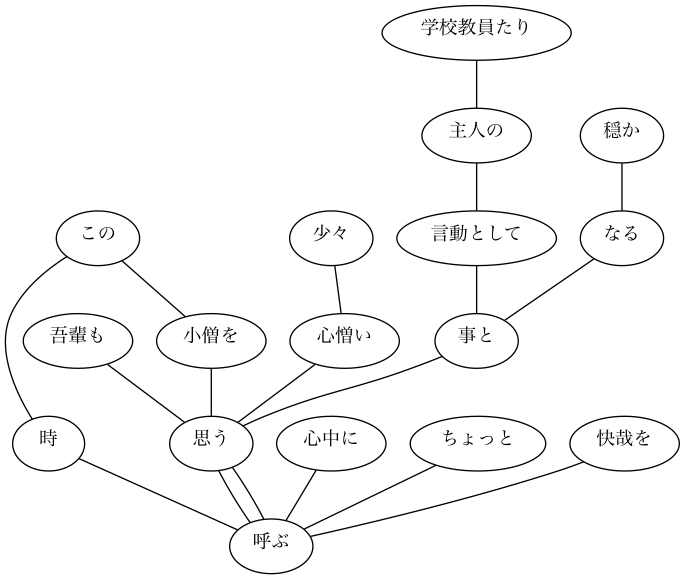 学校教員たり
主人の
穏か
この
少々
言動として
なる
吾輩も
小僧を
心憎い
事と
時
思う
心中に
ちょっと
快哉を
呼ぶ